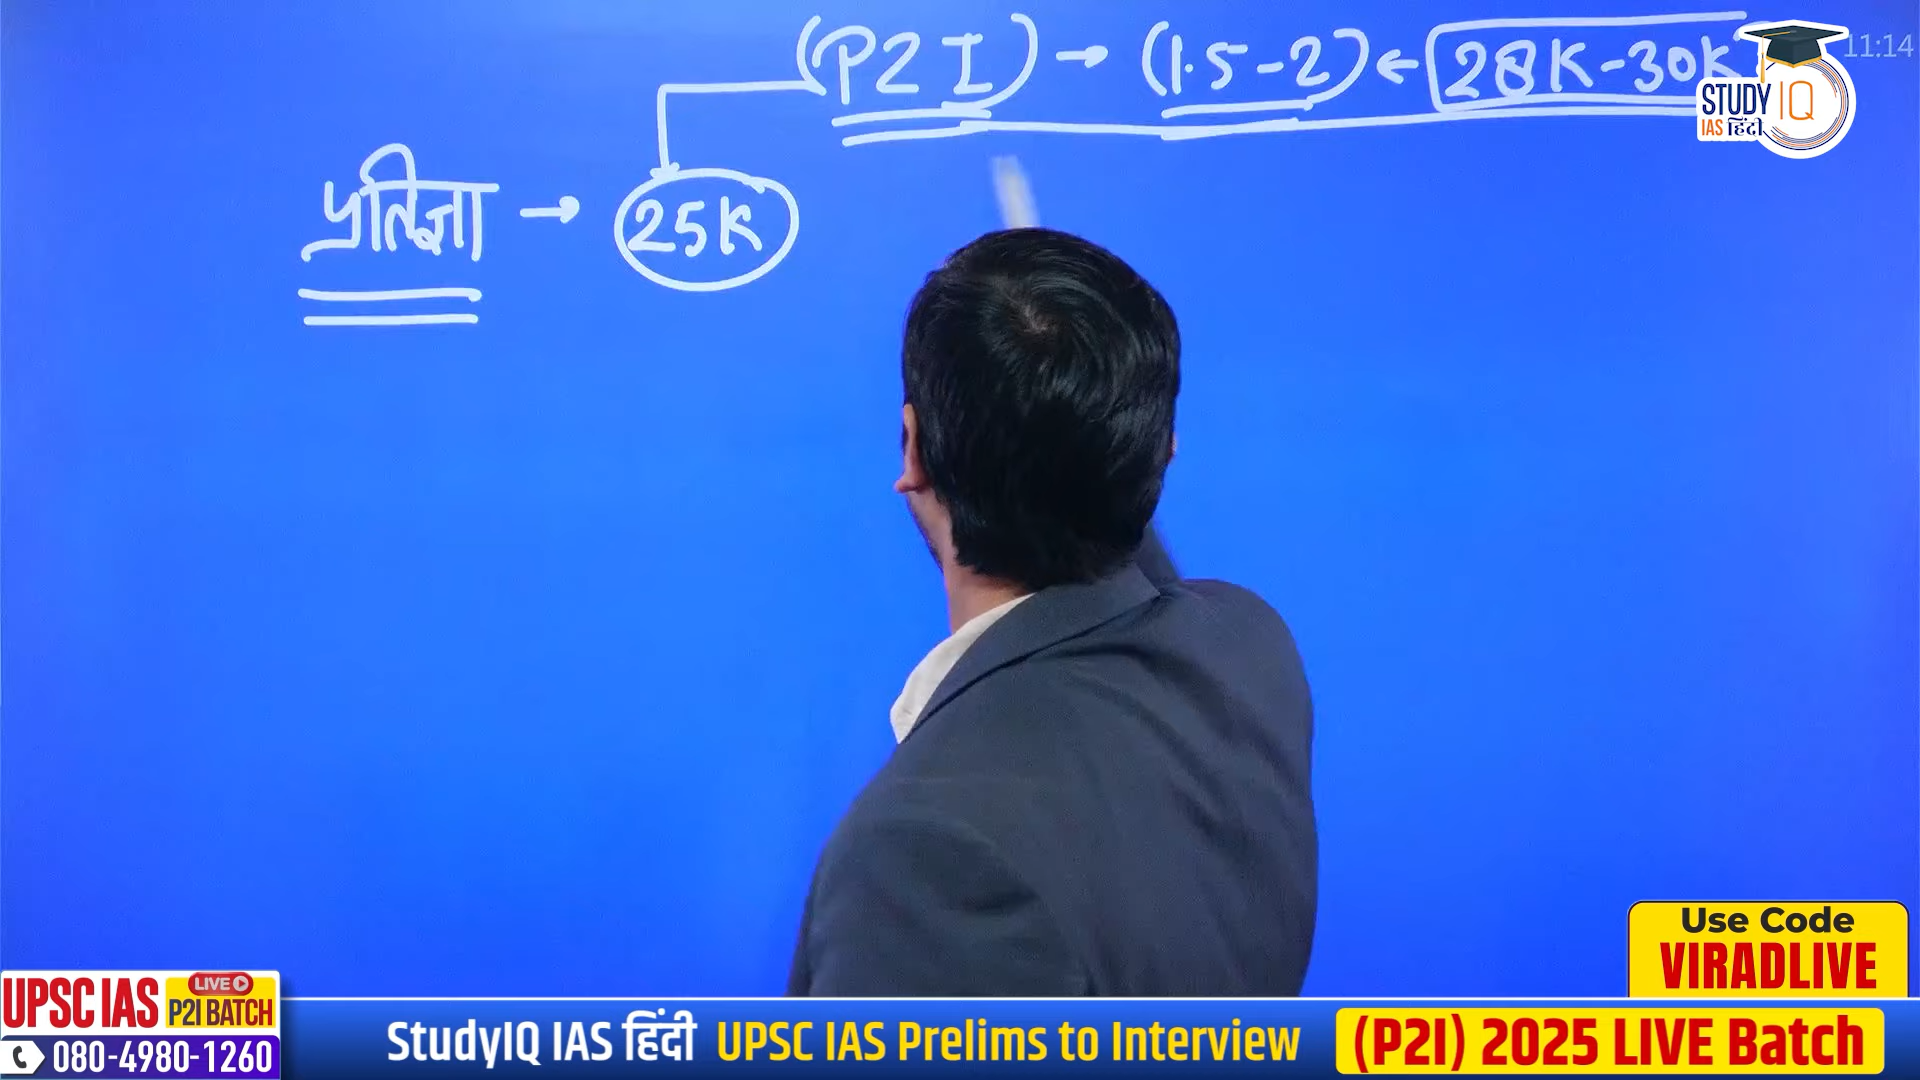 (P2I) → (1.5-2) ← 28K-30K
11:14
STUDY IQ
IAS हिंदी
प्रतिज्ञा → 25K
Use Code
VIRADLIVE
UPSC IAS LIVE P2I BATCH
080-4980-1260
StudyIQ IAS हिंदी UPSC IAS Prelims to Interview (P2I) 2025 LIVE Batch